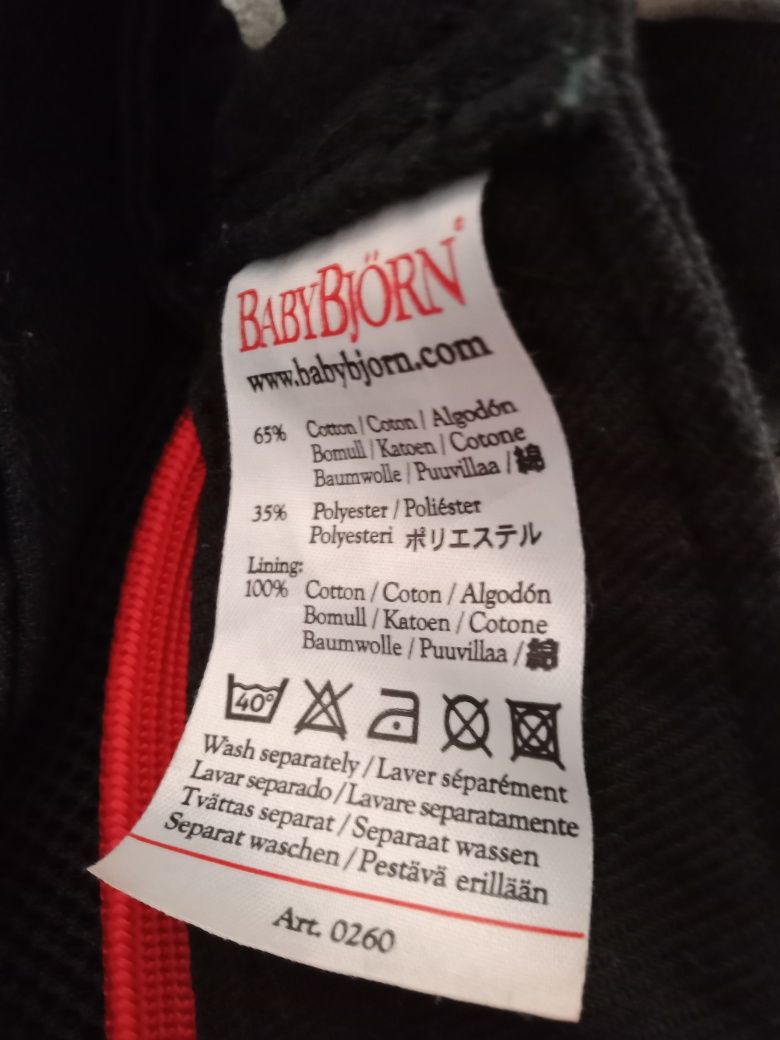 BABYBJÖRN®
www.babybjorn.com
65% Cotton / Coton / Algodón
Bomull / Katoen / Cotone
Baumwolle / Puuvillaa / 綿
35% Polyester / Poliéster
Polyesteri ポリエステル
Lining:
100% Cotton / Coton / Algodón
Bomull / Katoen / Cotone
Baumwolle / Puuvillaa / 綿
40°
Wash separately / Laver séparément
Lavar separado / Lavare separatamente
Tvättas separat / Separaat wassen
Separat waschen / Pestävä erillään
Art. 0260